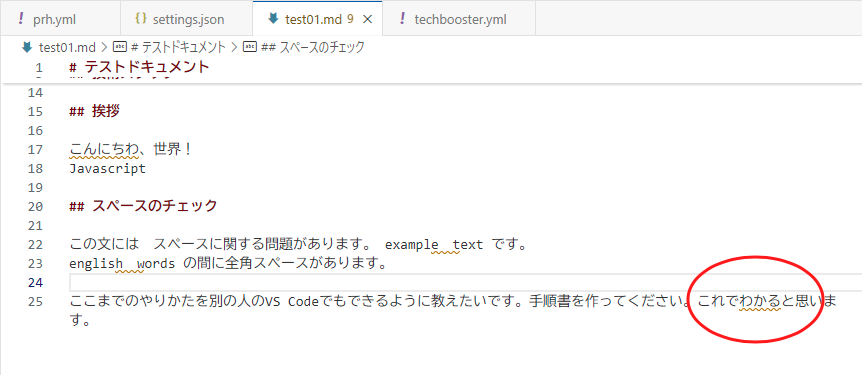 ! prh.yml {} settings.json test01.md 9 × ! techbooster.yml
test01.md > abc # テストドキュメント > abc ## スペースのチェック
1 # テストドキュメント
14
15 ## 挨拶
16
17 こんにちわ、世界！
18 Javascript
19
20 ## スペースのチェック
21
22 この文には　スペースに関する問題があります。 example　text です。
23 english　words の間に全角スペースがあります。
24
25 ここまでのやりかたを別の人のVS Codeでもできるように教えたいです。手順書を作ってください。これでわかると思いま
す。